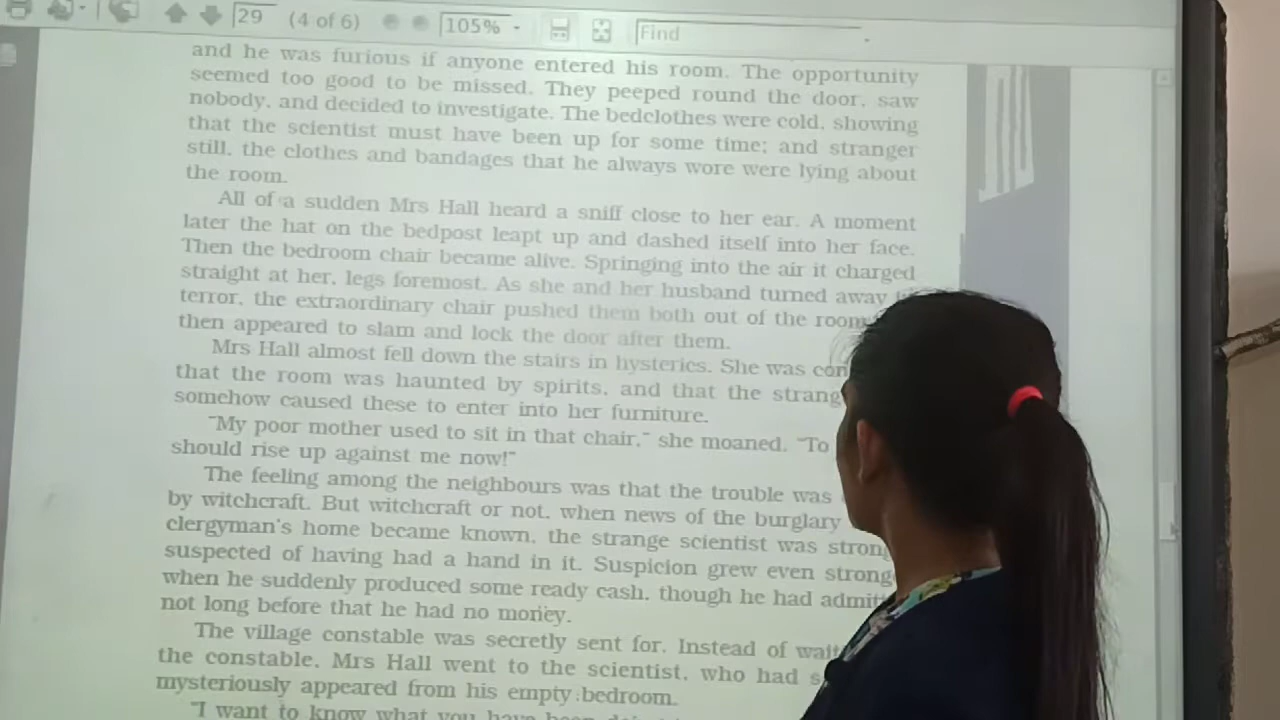 29 (4 of 6) 105% Find
and he was furious if anyone entered his room. The opportunity
seemed too good to be missed. They peeped round the door, saw
nobody, and decided to investigate. The bedclothes were cold, showing
that the scientist must have been up for some time; and stranger
still, the clothes and bandages that he always wore were lying about
the room.
All of a sudden Mrs Hall heard a sniff close to her ear. A moment
later the hat on the bedpost leapt up and dashed itself into her face.
Then the bedroom chair became alive. Springing into the air it charged
straight at her, legs foremost. As she and her husband turned away
terror, the extraordinary chair pushed them both out of the room
then appeared to slam and lock the door after them.
Mrs Hall almost fell down the stairs in hysterics. She was con
that the room was haunted by spirits, and that the strang
somehow caused these to enter into her furniture.
"My poor mother used to sit in that chair," she moaned. "To
should rise up against me now!"
The feeling among the neighbours was that the trouble was
by witchcraft. But witchcraft or not, when news of the burglary
clergyman's home became known, the strange scientist was strong
suspected of having had a hand in it. Suspicion grew even strong
when he suddenly produced some ready cash, though he had admitt
not long before that he had no money.
The village constable was secretly sent for. Instead of wait
the constable, Mrs Hall went to the scientist, who had s
mysteriously appeared from his empty bedroom.
"I want to know what you have been